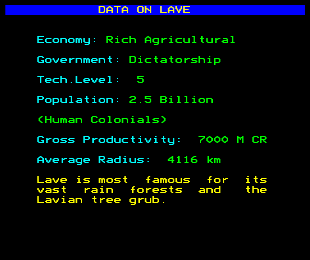 DATA ON LAVE
Economy: Rich Agricultural
Government: Dictatorship
Tech.Level: 5
Population: 2.5 Billion
(Human Colonials)
Gross Productivity: 7000 M CR
Average Radius: 4116 km
Lave is most famous for its
vast rain forests and the
Lavian tree grub.